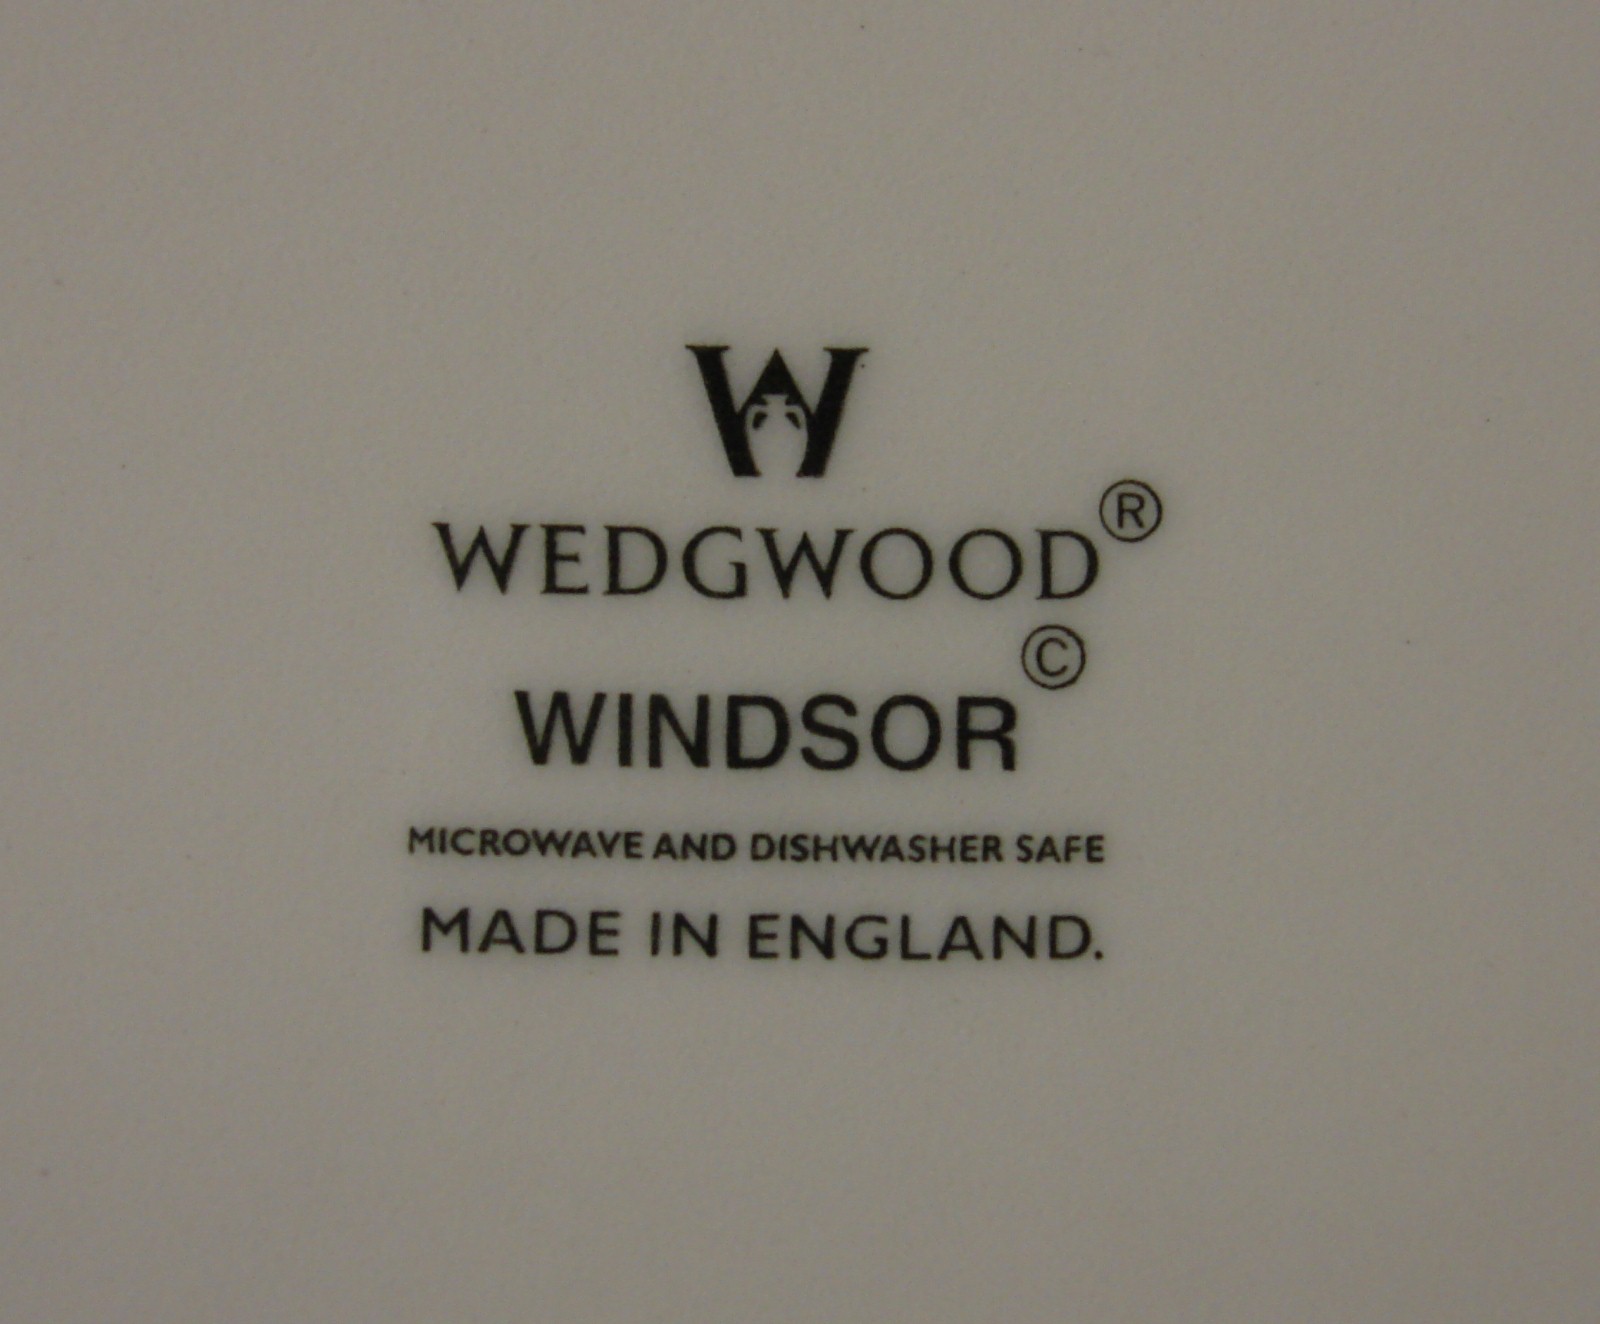 W
WEDGWOOD®
©
WINDSOR
MICROWAVE AND DISHWASHER SAFE
MADE IN ENGLAND.